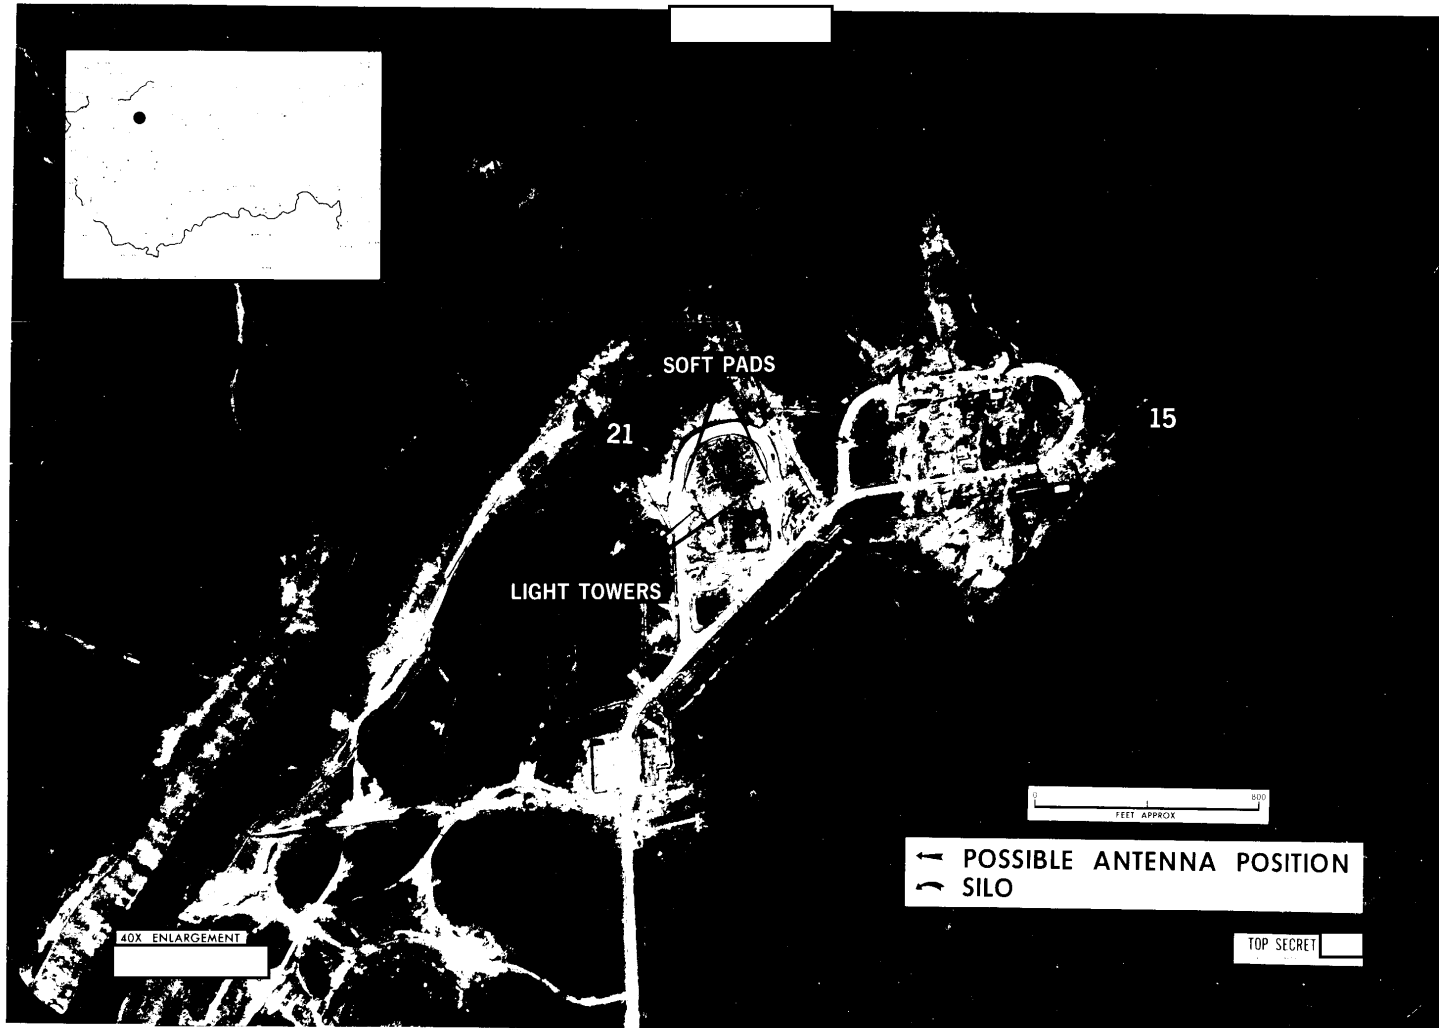 SOFT PADS
21
15
LIGHT TOWERS
0 800
FEET APPROX
POSSIBLE ANTENNA POSITION
SILO
40X ENLARGEMENT
TOP SECRET